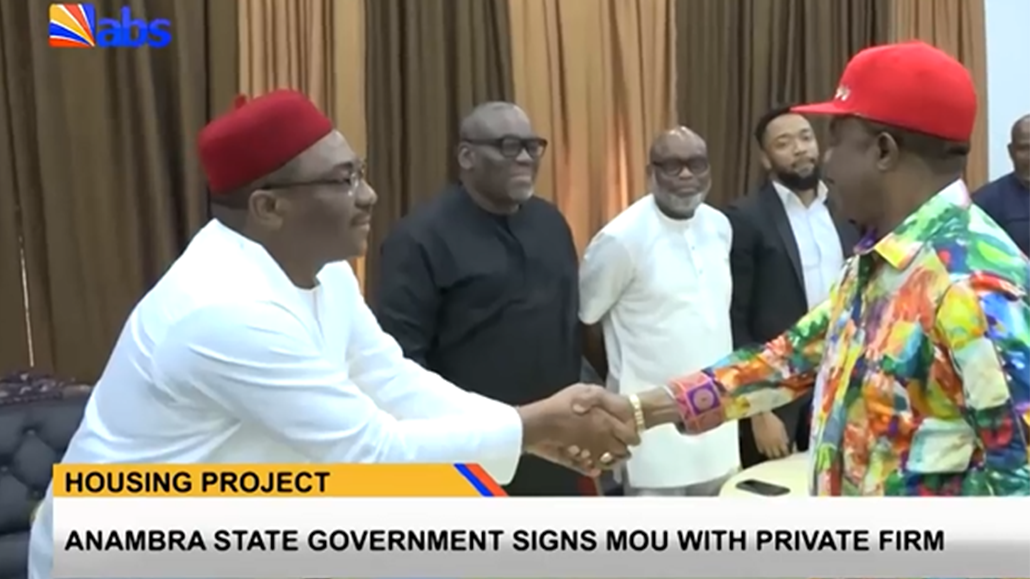 abs
HOUSING PROJECT
ANAMBRA STATE GOVERNMENT SIGNS MOU WITH PRIVATE FIRM